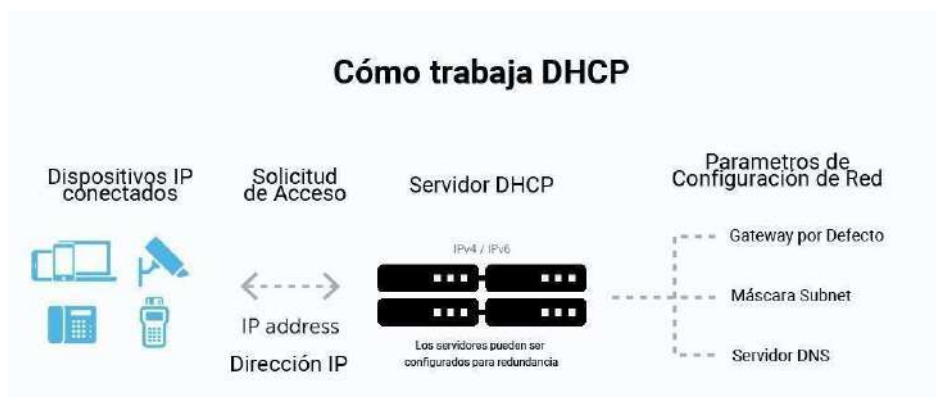 Cómo trabaja DHCP
Dispositivos IP
conectados
Solicitud
de Acceso
IP address
Dirección IP
Servidor DHCP
IPv4 / IPv6
Los servidores pueden ser
configurados para redundancia
Parametros de
Configuración de Red
Gateway por Defecto
Máscara Subnet
Servidor DNS